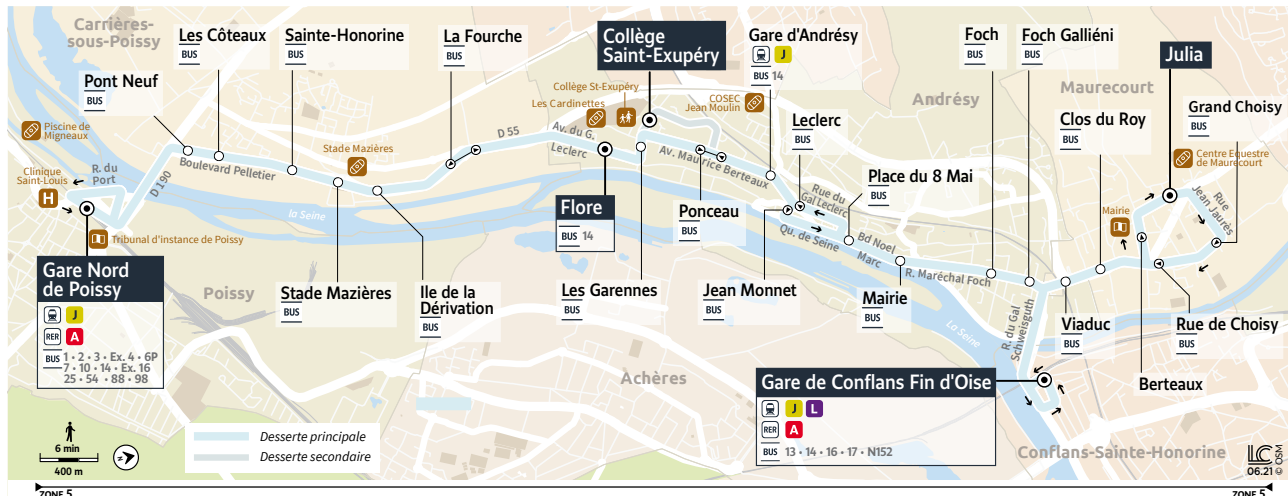 Carrières-
sous-Poissy
Les Côteaux
BUS
Sainte-Honorine
BUS
La Fourche
BUS
Collège
Saint-Exupéry
Gare d'Andrésy
J
BUS 14
Foch
BUS
Foch Galliéni
BUS
Julia
Pont Neuf
BUS
Collège St-Exupéry
Les Cardinettes
COSEC
Jean Moulin
Andrésy
Maurecourt
Grand Choisy
BUS
Leclerc
BUS
Clos du Roy
BUS
Piscine de
Migneaux
D 55
Av. du G.
Leclerc
Stade Mazières
Boulevard Pelletier
Av. Maurice Berteaux
Centre Equestre
de Maurecourt
Clinique
Saint-Louis
H
R. du
Port
D 190
Place du 8 Mai
BUS
Rue du
Gal Leclerc
Rue
Jean Jaurès
la Seine
Flore
BUS 14
Ponceau
BUS
Mairie
Tribunal d'instance de Poissy
Qu. de Seine
Bd Noel
Marc
R. Maréchal Foch
Gare Nord
de Poissy
J
RER A
BUS 1 • 2 • 3 • Ex. 4 • 6P
7 • 10 • 14 • Ex. 16
25 • 54 • 88 • 98
Poissy
Stade Mazières
BUS
Ile de la
Dérivation
BUS
Les Garennes
BUS
Jean Monnet
BUS
Mairie
BUS
La Seine
R. du Gal
Schweisguth
Viaduc
BUS
Rue de Choisy
BUS
Achères
Gare de Conflans Fin d'Oise
J L
RER A
BUS 13 • 14 • 16 • 17 • N152
Berteaux
6 min
400 m
Desserte principale
Desserte secondaire
Conflans-Sainte-Honorine
LC
06.21 © OSM
ZONE 5
ZONE 5